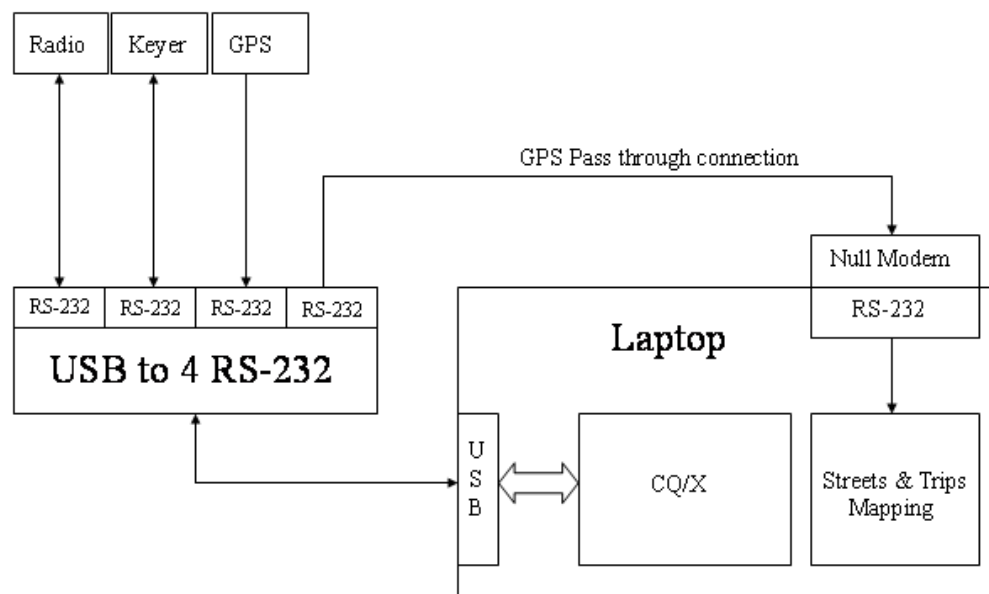 Radio
Keyer
GPS
GPS Pass through connection
Null Modem
RS-232
RS-232
RS-232
RS-232
RS-232
Laptop
USB to 4 RS-232
U
S
B
CQ/X
Streets & Trips
Mapping